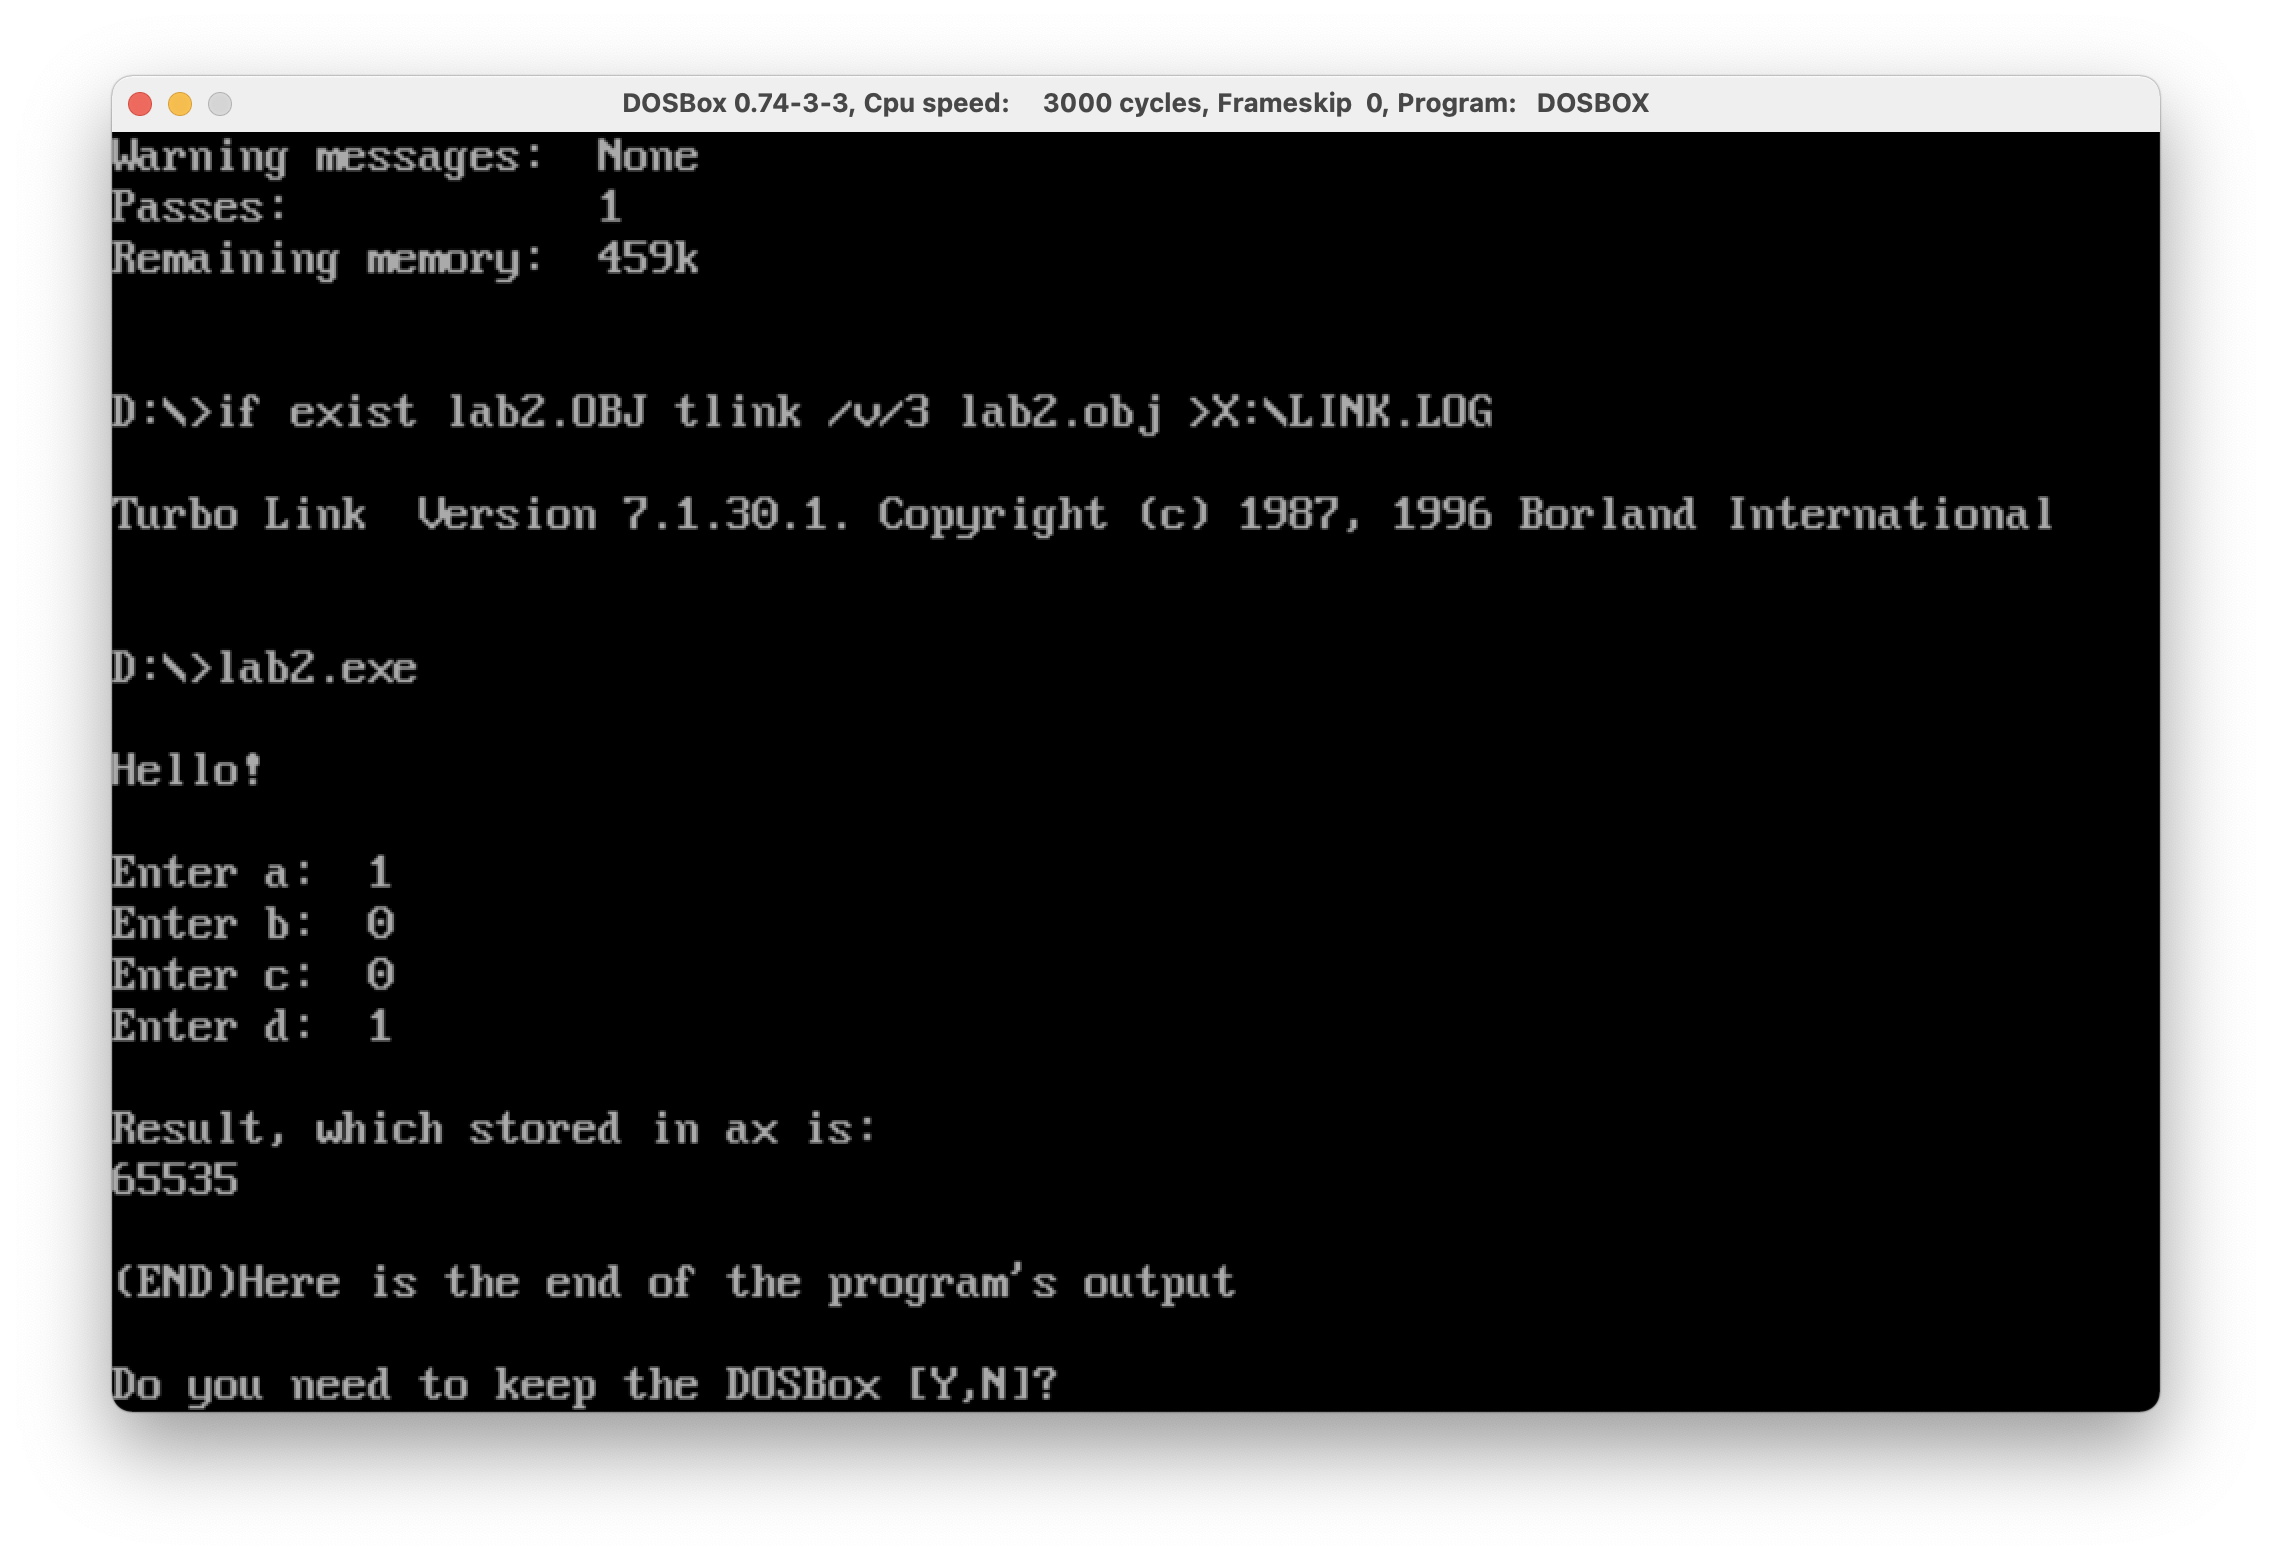 DOSBox 0.74-3-3, Cpu speed: 3000 cycles, Frameskip 0, Program: DOSBOX
Warning messages: None
Passes: 1
Remaining memory: 459k
D:\>if exist lab2.OBJ tlink /v/3 lab2.obj >X:\LINK.LOG
Turbo Link Version 7.1.30.1. Copyright (c) 1987, 1996 Borland International
D:\>lab2.exe
Hello!
Enter a: 1
Enter b: 0
Enter c: 0
Enter d: 1
Result, which stored in ax is:
65535
(END)Here is the end of the program's output
Do you need to keep the DOSBox [Y,N]?